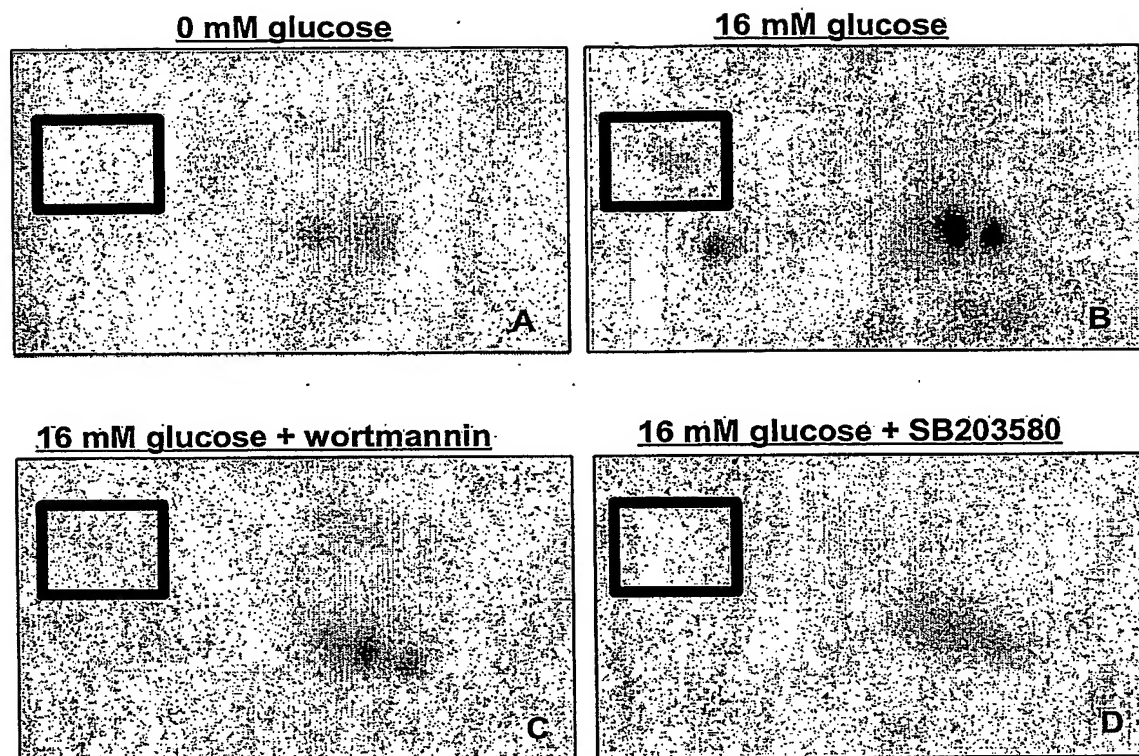 0 mM glucose
16 mM glucose
A
B
16 mM glucose + wortmannin
16 mM glucose + SB203580
C
D